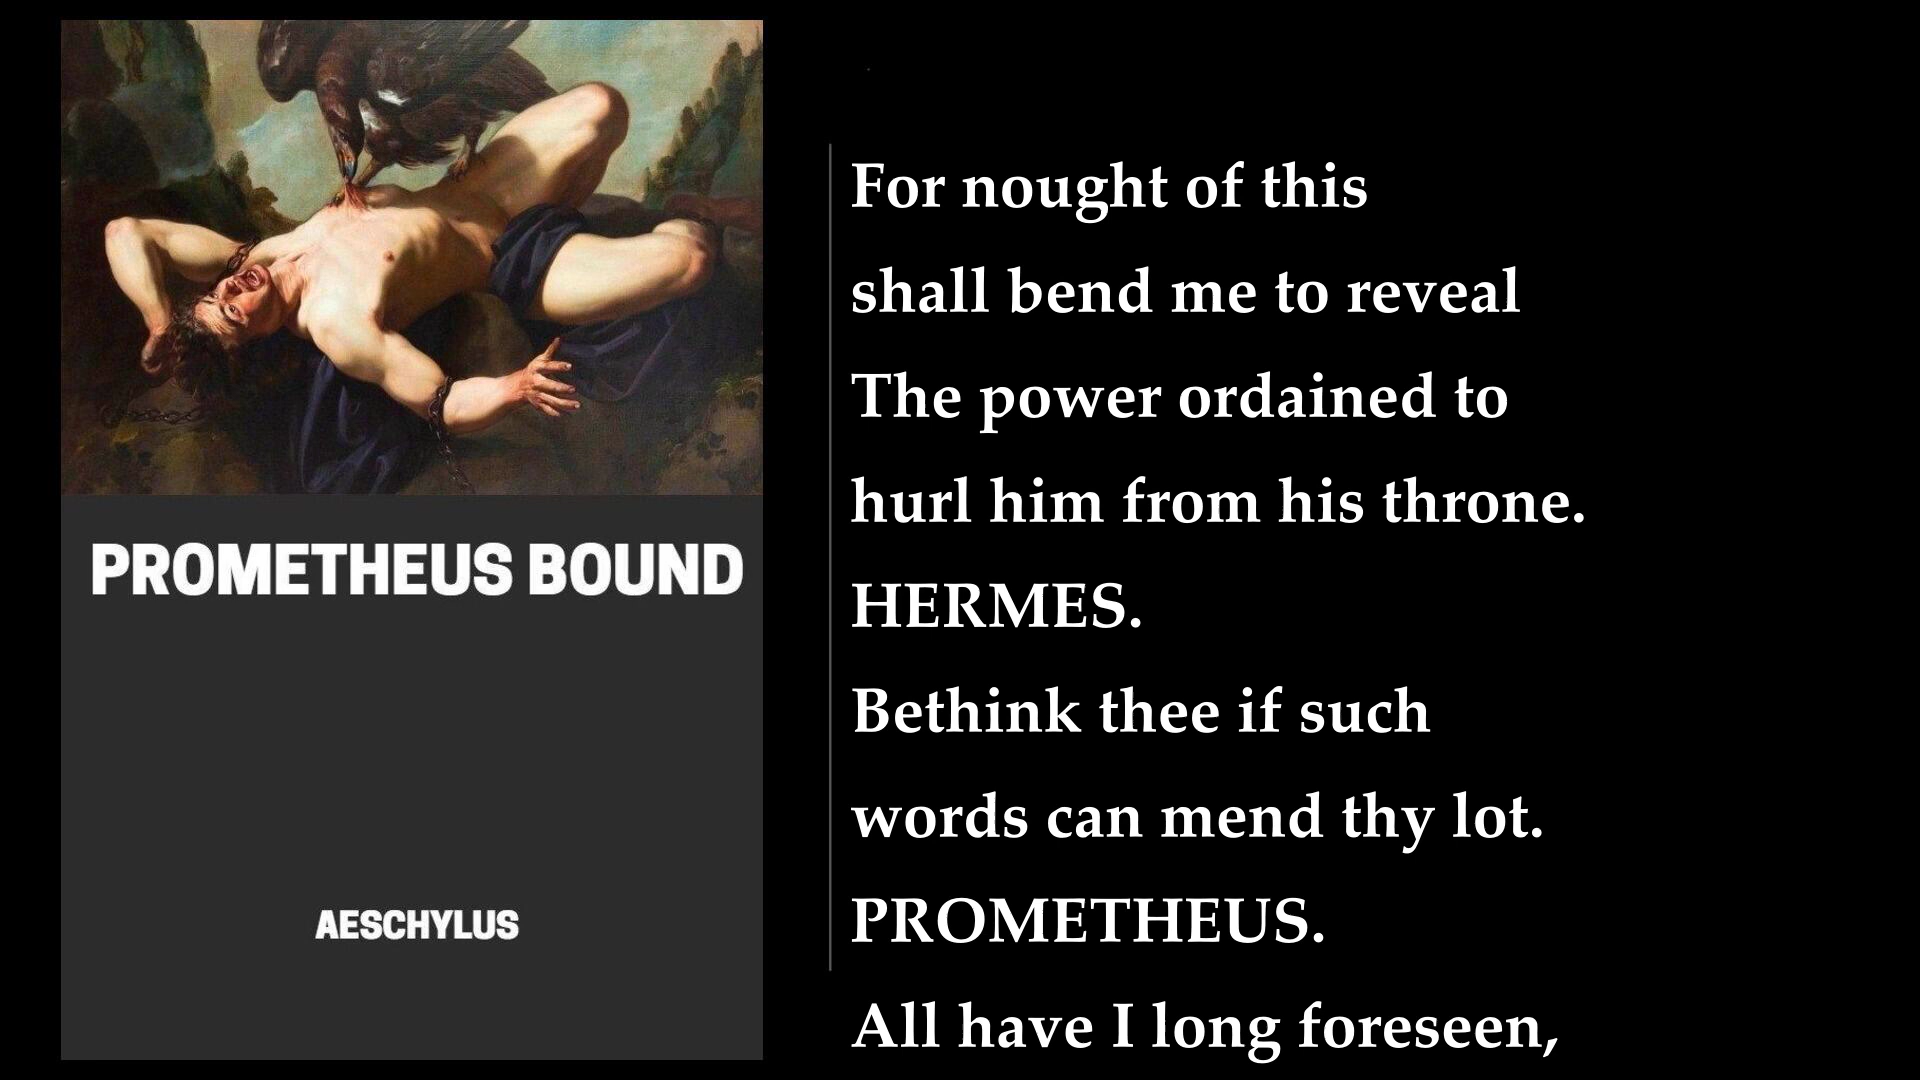 PROMETHEUS BOUND
AESCHYLUS
For nought of this
shall bend me to reveal
The power ordained to
hurl him from his throne.
HERMES.
Bethink thee if such
words can mend thy lot.
PROMETHEUS.
All have I long foreseen,